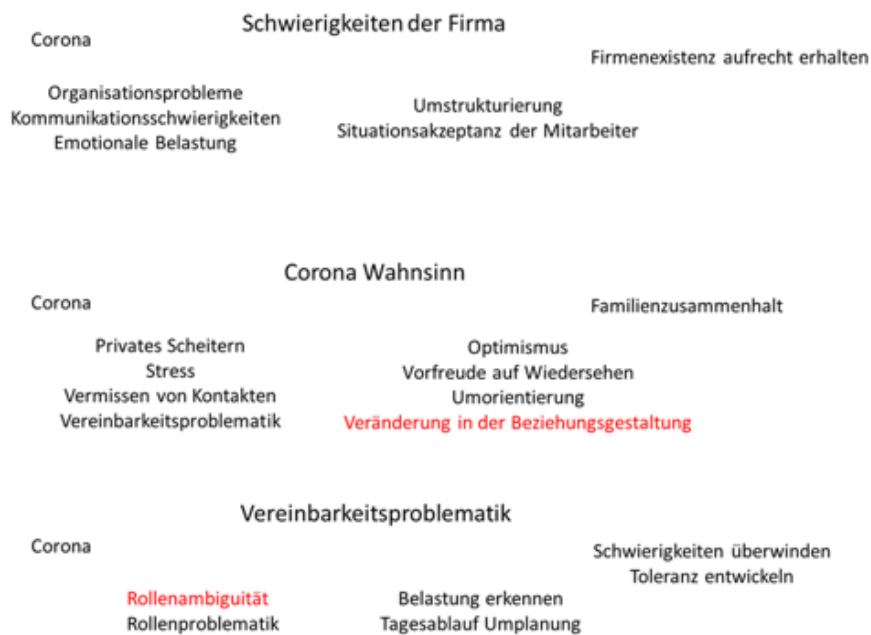 Schwierigkeiten der Firma
Corona
Firmenexistenz aufrecht erhalten
Organisationsprobleme
Kommunikationsschwierigkeiten
Emotionale Belastung
Umstrukturierung
Situationsakzeptanz der Mitarbeiter
Corona Wahnsinn
Corona
Familienzusammenhalt
Privates Scheitern
Stress
Vermissen von Kontakten
Vereinbarkeitsproblematik
Optimismus
Vorfreude auf Wiedersehen
Umorientierung
Veränderung in der Beziehungsgestaltung
Vereinbarkeitsproblematik
Corona
Schwierigkeiten überwinden
Toleranz entwickeln
Rollenambiguität
Rollenproblematik
Belastung erkennen
Tagesablauf Umplanung